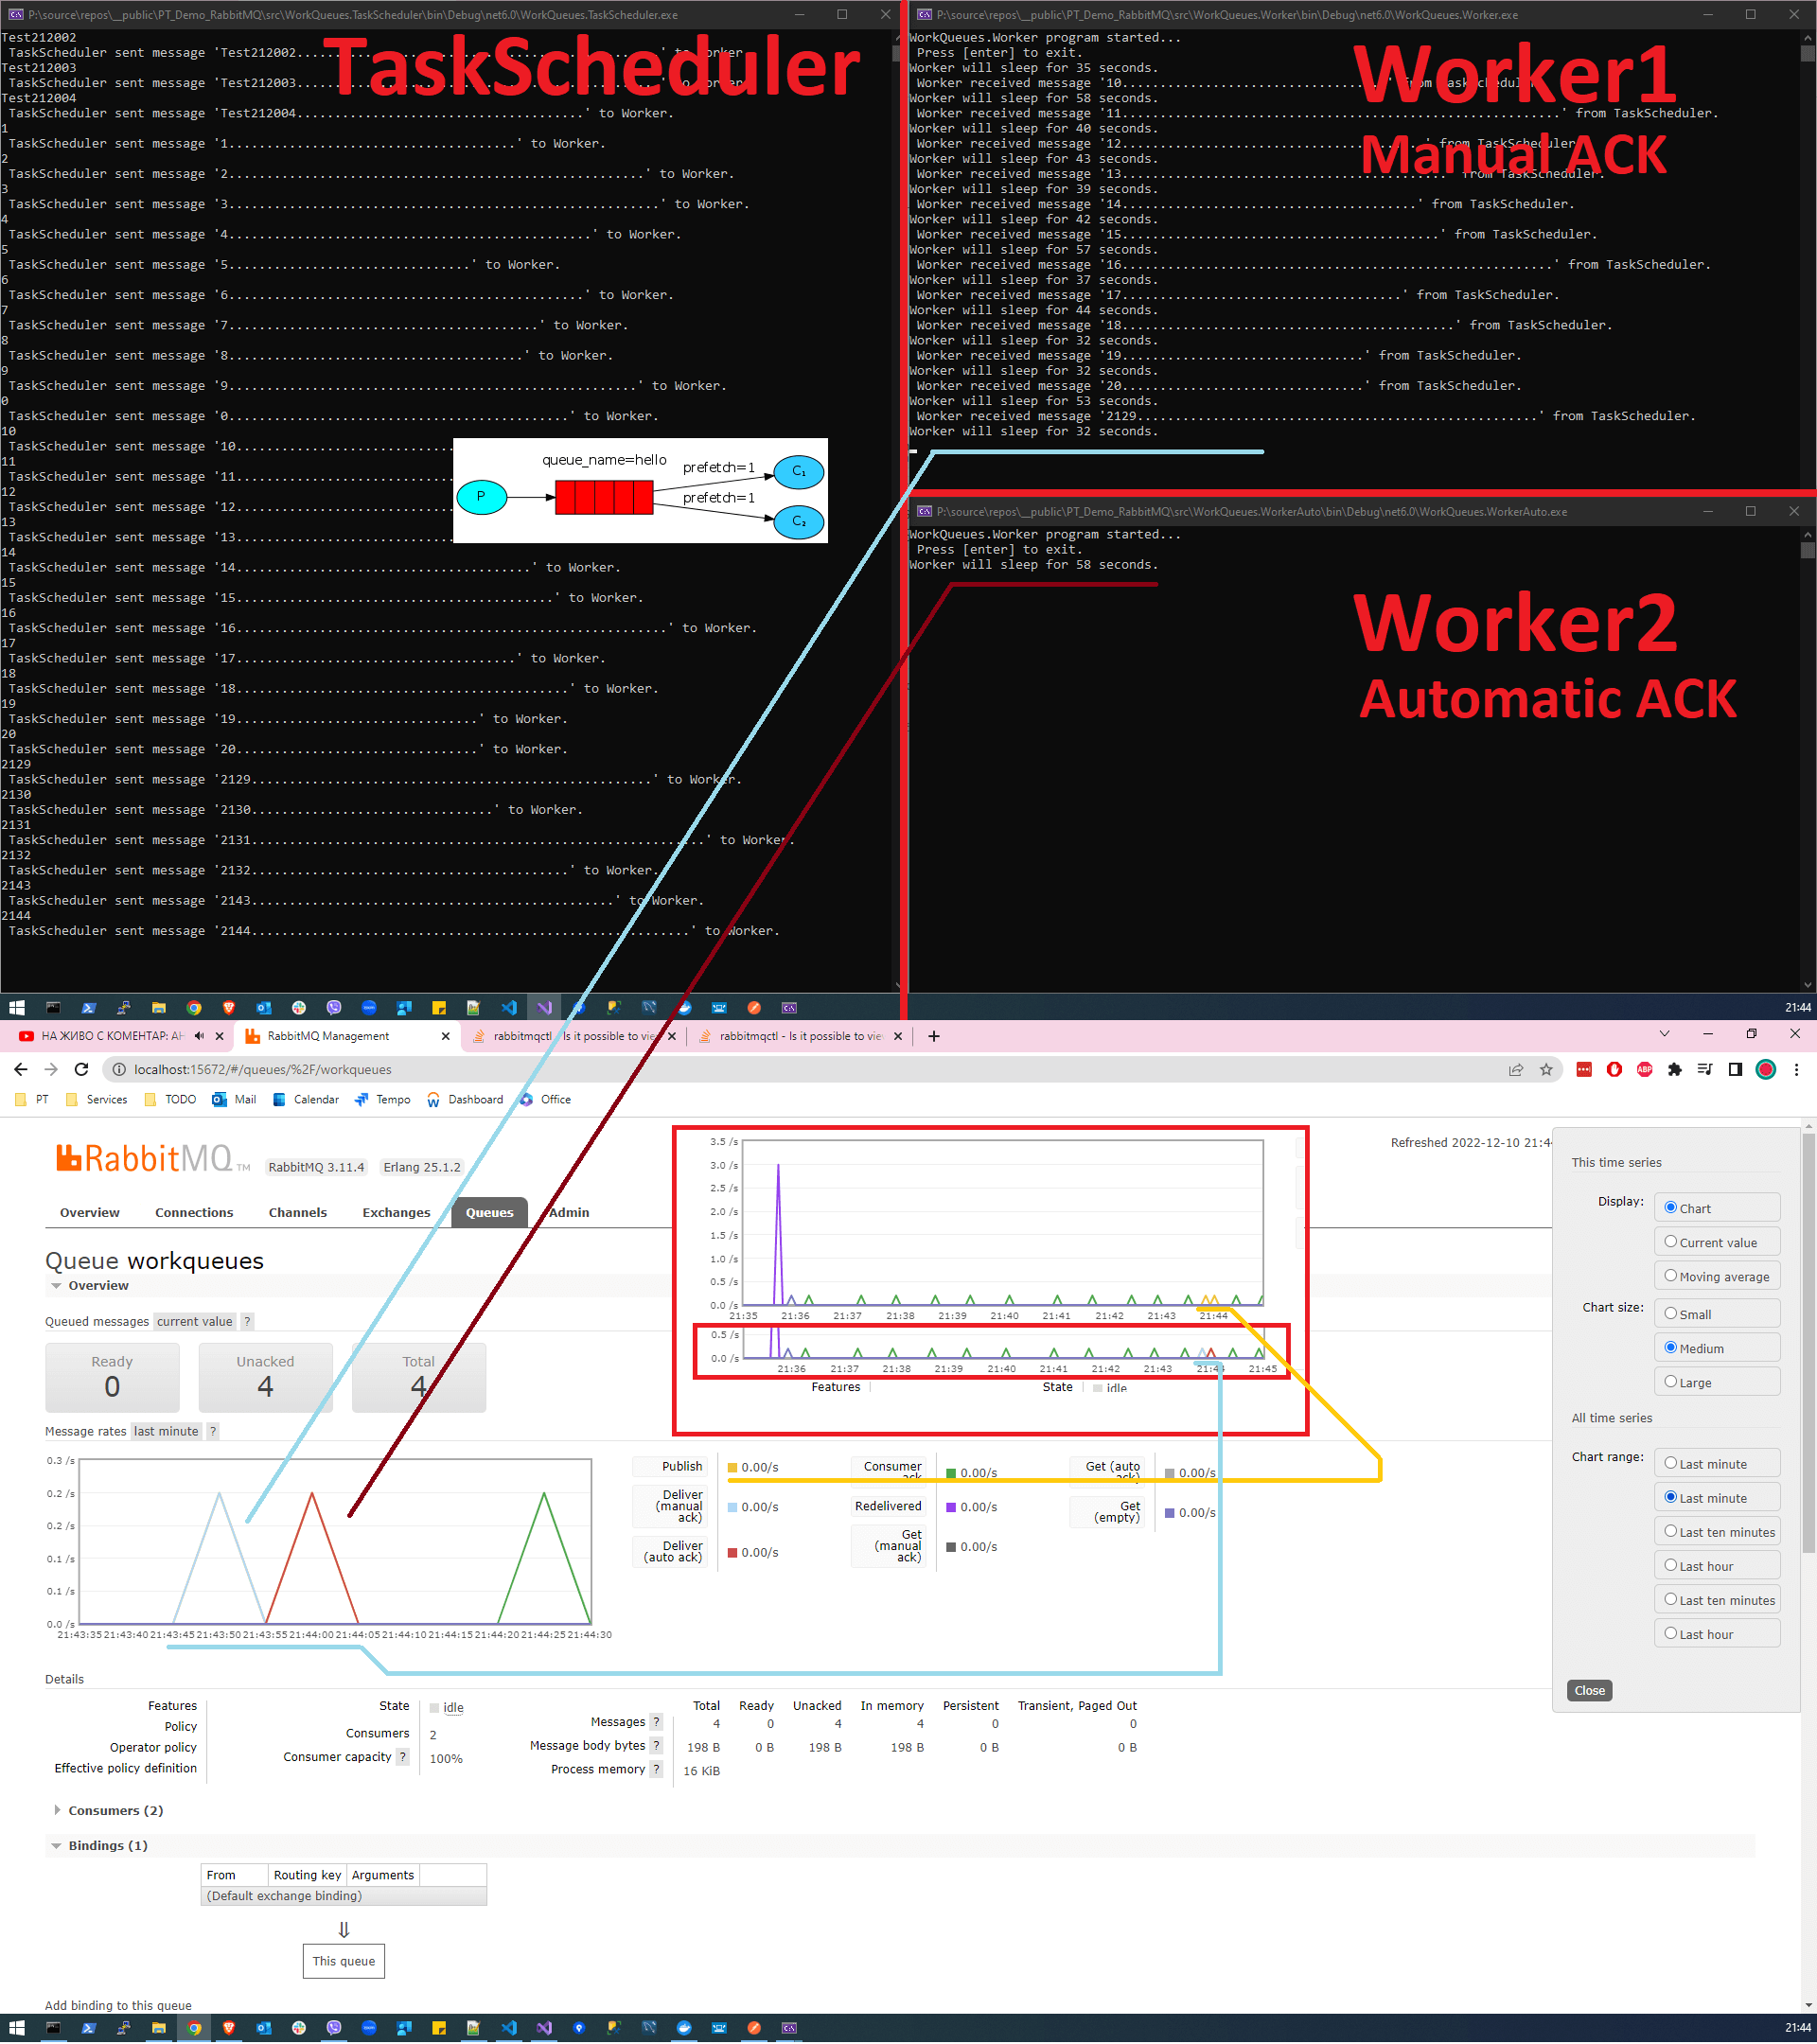 P:\source\repos\__public\PT_Demo_RabbitMQ\src\WorkQueues.TaskScheduler\bin\Debug\net6.0\WorkQueues.TaskScheduler.exe
TaskScheduler
Test212002
TaskScheduler sent message 'Test212002......................................' to Worker.
Test212003
TaskScheduler sent message 'Test212003......................................' to Worker.
Test212004
TaskScheduler sent message 'Test212004......................................' to Worker.
1
TaskScheduler sent message '1......................................' to Worker.
2
TaskScheduler sent message '2.......................................................' to Worker.
3
TaskScheduler sent message '3.........................................................' to Worker.
4
TaskScheduler sent message '4................................................' to Worker.
5
TaskScheduler sent message '5................................' to Worker.
6
TaskScheduler sent message '6...............................................' to Worker.
7
TaskScheduler sent message '7.........................................' to Worker.
8
TaskScheduler sent message '8.......................................' to Worker.
9
TaskScheduler sent message '9......................................................' to Worker.
0
TaskScheduler sent message '0.............................................' to Worker.
10
TaskScheduler sent message '10.............................
11
TaskScheduler sent message '11.............................
12
TaskScheduler sent message '12.............................
13
TaskScheduler sent message '13.............................
queue_name=hello
prefetch=1
prefetch=1
P
C₁
C₂
14
TaskScheduler sent message '14.......................................' to Worker.
15
TaskScheduler sent message '15..........................................' to Worker.
16
TaskScheduler sent message '16.........................................................' to Worker.
17
TaskScheduler sent message '17.....................................' to Worker.
18
TaskScheduler sent message '18............................................' to Worker.
19
TaskScheduler sent message '19................................' to Worker.
20
TaskScheduler sent message '20................................' to Worker.
2129
TaskScheduler sent message '2129.....................................................' to Worker.
2130
TaskScheduler sent message '2130................................' to Worker.
2131
TaskScheduler sent message '2131............................................................' to Worker.
2132
TaskScheduler sent message '2132..........................................' to Worker.
2143
TaskScheduler sent message '2143................................................' to Worker.
2144
TaskScheduler sent message '2144..........................................................' to Worker.
P:\source\repos\__public\PT_Demo_RabbitMQ\src\WorkQueues.Worker\bin\Debug\net6.0\WorkQueues.Worker.exe
Worker1
Manual ACK
WorkQueues.Worker program started...
Press [enter] to exit.
Worker will sleep for 35 seconds.
Worker received message '10...................................' from TaskScheduler.
Worker will sleep for 58 seconds.
Worker received message '11..........................................................' from TaskScheduler.
Worker will sleep for 40 seconds.
Worker received message '12........................................' from TaskScheduler.
Worker will sleep for 43 seconds.
Worker received message '13...........................................' from TaskScheduler.
Worker will sleep for 39 seconds.
Worker received message '14.......................................' from TaskScheduler.
Worker will sleep for 42 seconds.
Worker received message '15..........................................' from TaskScheduler.
Worker will sleep for 57 seconds.
Worker received message '16.........................................................' from TaskScheduler.
Worker will sleep for 37 seconds.
Worker received message '17.....................................' from TaskScheduler.
Worker will sleep for 44 seconds.
Worker received message '18............................................' from TaskScheduler.
Worker will sleep for 32 seconds.
Worker received message '19................................' from TaskScheduler.
Worker will sleep for 32 seconds.
Worker received message '20................................' from TaskScheduler.
Worker will sleep for 53 seconds.
Worker received message '2129.....................................................' from TaskScheduler.
Worker will sleep for 32 seconds.
P:\source\repos\__public\PT_Demo_RabbitMQ\src\WorkQueues.WorkerAuto\bin\Debug\net6.0\WorkQueues.WorkerAuto.exe
WorkQueues.Worker program started...
Press [enter] to exit.
Worker will sleep for 58 seconds.
Worker2
Automatic ACK
21:44
НА ЖИВО С КОМЕНТАР: АН
RabbitMQ Management
rabbitmqctl - Is it possible to vie
rabbitmqctl - Is it possible to vie
localhost:15672/#/queues/%2F/workqueues
PT Services TODO Mail Calendar Tempo Dashboard Office
RabbitMQ TM RabbitMQ 3.11.4 Erlang 25.1.2
Refreshed 2022-12-10 21:44
Overview Connections Channels Exchanges Queues Admin
3.5 /s
3.0 /s
2.5 /s
2.0 /s
1.5 /s
1.0 /s
0.5 /s
0.0 /s
21:35 21:36 21:37 21:38 21:39 21:40 21:41 21:42 21:43 21:44
0.5 /s
0.0 /s
21:36 21:37 21:38 21:39 21:40 21:41 21:42 21:43 21:44 21:45
Features State idle
Queue workqueues
Overview
Queued messages current value ?
Ready
0
Unacked
4
Total
4
Message rates last minute ?
0.3 /s
0.2 /s
0.2 /s
0.1 /s
0.1 /s
0.0 /s
21:43:35 21:43:40 21:43:45 21:43:50 21:43:55 21:44:00 21:44:05 21:44:10 21:44:15 21:44:20 21:44:25 21:44:30
Publish 0.00/s
Deliver (manual ack) 0.00/s
Deliver (auto ack) 0.00/s
Consumer ack 0.00/s
Redelivered 0.00/s
Get (manual ack) 0.00/s
Get (auto ack) 0.00/s
Get (empty) 0.00/s
This time series
Display: Chart
Current value
Moving average
Chart size: Small
Medium
Large
All time series
Chart range: Last minute
Last minute
Last ten minutes
Last hour
Last ten minutes
Last hour
Close
Details
Features
Policy
Operator policy
Effective policy definition
State idle
Consumers 2
Consumer capacity ? 100%
Total Ready Unacked In memory Persistent Transient, Paged Out
Messages ? 4 0 4 4 0 0
Message body bytes ? 198 B 0 B 198 B 198 B 0 B 0 B
Process memory ? 16 KiB
Consumers (2)
Bindings (1)
From Routing key Arguments
(Default exchange binding)
⇓
This queue
Add binding to this queue
21:44